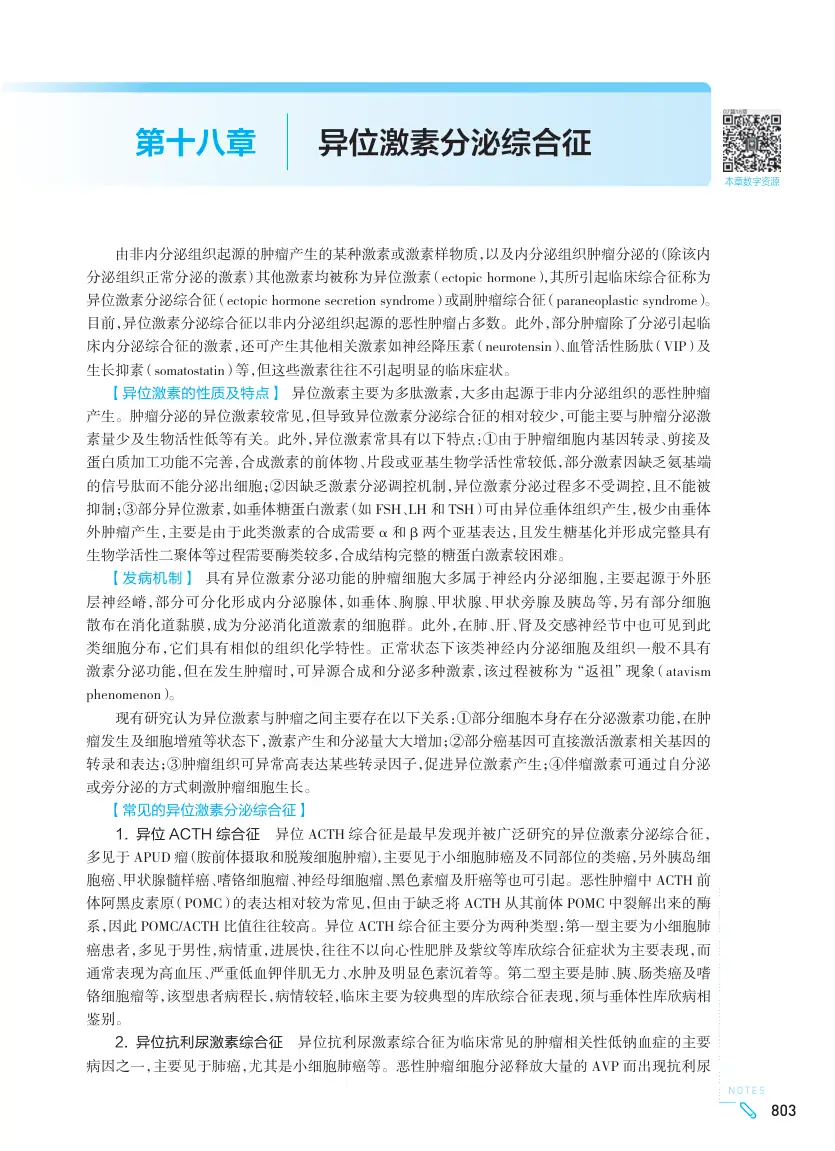 第十八章 异位激素分泌综合征
本章数字资源
由非内分泌组织起源的肿瘤产生的某种激素或激素样物质,以及内分泌组织肿瘤分泌的(除该内
分泌组织正常分泌的激素)其他激素均被称为异位激素(ectopic hormone),其所引起临床综合征称为
异位激素分泌综合征(ectopic hormone secretion syndrome)或副肿瘤综合征(paraneoplastic syndrome)。
目前,异位激素分泌综合征以非内分泌组织起源的恶性肿瘤占多数。此外,部分肿瘤除了分泌引起临
床内分泌综合征的激素,还可产生其他相关激素如神经降压素(neurotensin)、血管活性肠肽(VIP)及
生长抑素(somatostatin)等,但这些激素往往不引起明显的临床症状。
【异位激素的性质及特点】 异位激素主要为多肽激素,大多由起源于非内分泌组织的恶性肿瘤
产生。肿瘤分泌的异位激素较常见,但导致异位激素分泌综合征的相对较少,可能主要与肿瘤分泌激
素量少及生物活性低等有关。此外,异位激素常具有以下特点:①由于肿瘤细胞内基因转录、剪接及
蛋白质加工功能不完善,合成激素的前体物、片段或亚基生物学活性常较低,部分激素因缺乏氨基端
的信号肽而不能分泌出细胞;②因缺乏激素分泌调控机制,异位激素分泌过程多不受调控,且不能被
抑制;③部分异位激素,如垂体糖蛋白激素(如 FSH、LH 和 TSH)可由异位垂体组织产生,极少由垂体
外肿瘤产生,主要是由于此类激素的合成需要 α 和 β 两个亚基表达,且发生糖基化并形成完整具有
生物学活性二聚体等过程需要酶类较多,合成结构完整的糖蛋白激素较困难。
【发病机制】 具有异位激素分泌功能的肿瘤细胞大多属于神经内分泌细胞,主要起源于外胚
层神经嵴,部分可分化形成内分泌腺体,如垂体、胸腺、甲状腺、甲状旁腺及胰岛等,另有部分细胞
散布在消化道黏膜,成为分泌消化道激素的细胞群。此外,在肺、肝、肾及交感神经节中也可见到此
类细胞分布,它们具有相似的组织化学特性。正常状态下该类神经内分泌细胞及组织一般不具有
激素分泌功能,但在发生肿瘤时,可异源合成和分泌多种激素,该过程被称为“返祖”现象(atavism
phenomenon)。
现有研究认为异位激素与肿瘤之间主要存在以下关系:①部分细胞本身存在分泌激素功能,在肿
瘤发生及细胞增殖等状态下,激素产生和分泌量大大增加;②部分癌基因可直接激活激素相关基因的
转录和表达;③肿瘤组织可异常高表达某些转录因子,促进异位激素产生;④伴瘤激素可通过自分泌
或旁分泌的方式刺激肿瘤细胞生长。
【常见的异位激素分泌综合征】
1. 异位 ACTH 综合征 异位 ACTH 综合征是最早发现并被广泛研究的异位激素分泌综合征,
多见于 APUD 瘤(胺前体摄取和脱羧细胞肿瘤),主要见于小细胞肺癌及不同部位的类癌,另外胰岛细
胞癌、甲状腺髓样癌、嗜铬细胞瘤、神经母细胞瘤、黑色素瘤及肝癌等也可引起。恶性肿瘤中 ACTH 前
体阿黑皮素原(POMC)的表达相对较为常见,但由于缺乏将 ACTH 从其前体 POMC 中裂解出来的酶
系,因此 POMC/ACTH 比值往往较高。异位 ACTH 综合征主要分为两种类型:第一型主要为小细胞肺
癌患者,多见于男性,病情重,进展快,往往不以向心性肥胖及紫纹等库欣综合征症状为主要表现,而
通常表现为高血压、严重低血钾伴肌无力、水肿及明显色素沉着等。第二型主要是肺、胰、肠类癌及嗜
铬细胞瘤等,该型患者病程长,病情较轻,临床主要为较典型的库欣综合征表现,须与垂体性库欣病相
鉴别。
2. 异位抗利尿激素综合征 异位抗利尿激素综合征为临床常见的肿瘤相关性低钠血症的主要
病因之一,主要见于肺癌,尤其是小细胞肺癌等。恶性肿瘤细胞分泌释放大量的 AVP 而出现抗利尿
NOTES
803